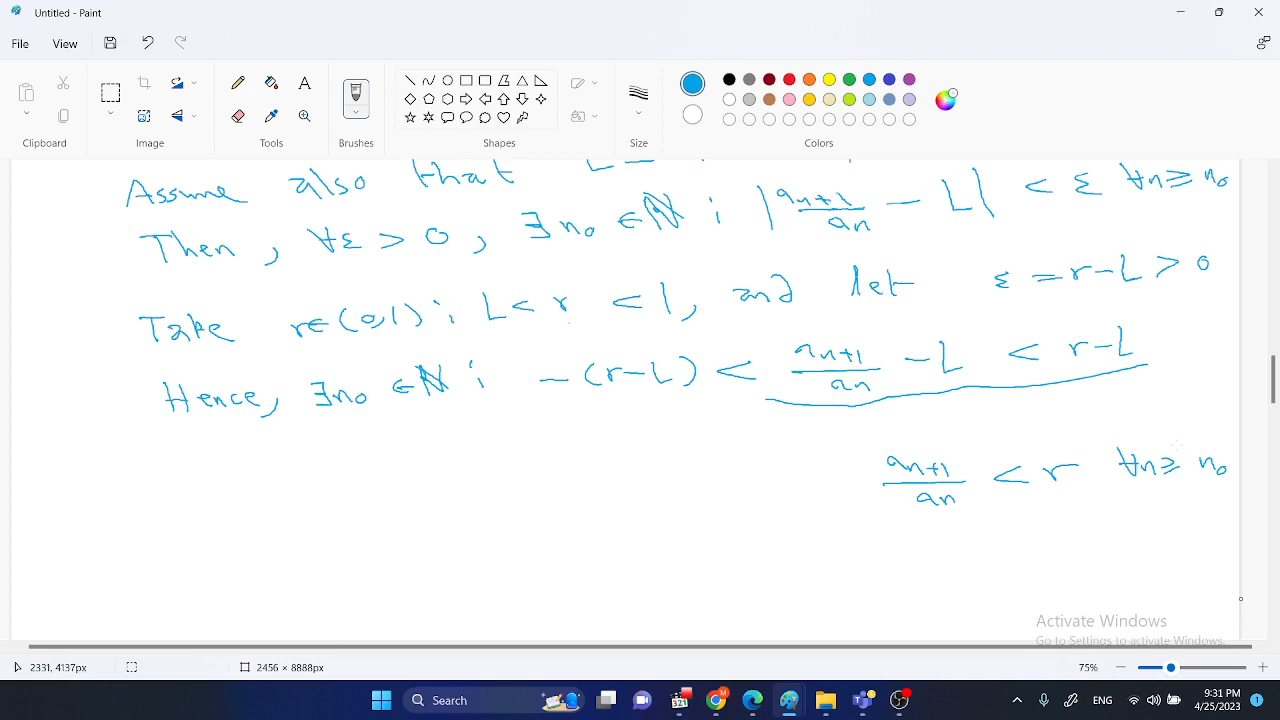 Untitled - Paint
File View
Clipboard Image Tools Brushes Shapes Size Colors
Assume also that L
Then, ∀ε > 0, ∃n₀ ∈ ℕ ; |aₙ₊₁/aₙ - L| < ε ∀n ≥ n₀
Take r∈(0,1) ; L < r < 1, and let ε = r-L > 0
Hence, ∃n₀ ∈ ℕ ; -(r-L) < aₙ₊₁/aₙ - L < r-L
aₙ₊₁/aₙ < r ∀n ≥ n₀
Activate Windows
Go to Settings to activate Windows.
2331, 4137px 2456 × 8888px 75%
Search 321 M ENG 9:31 PM
4/25/2023 1